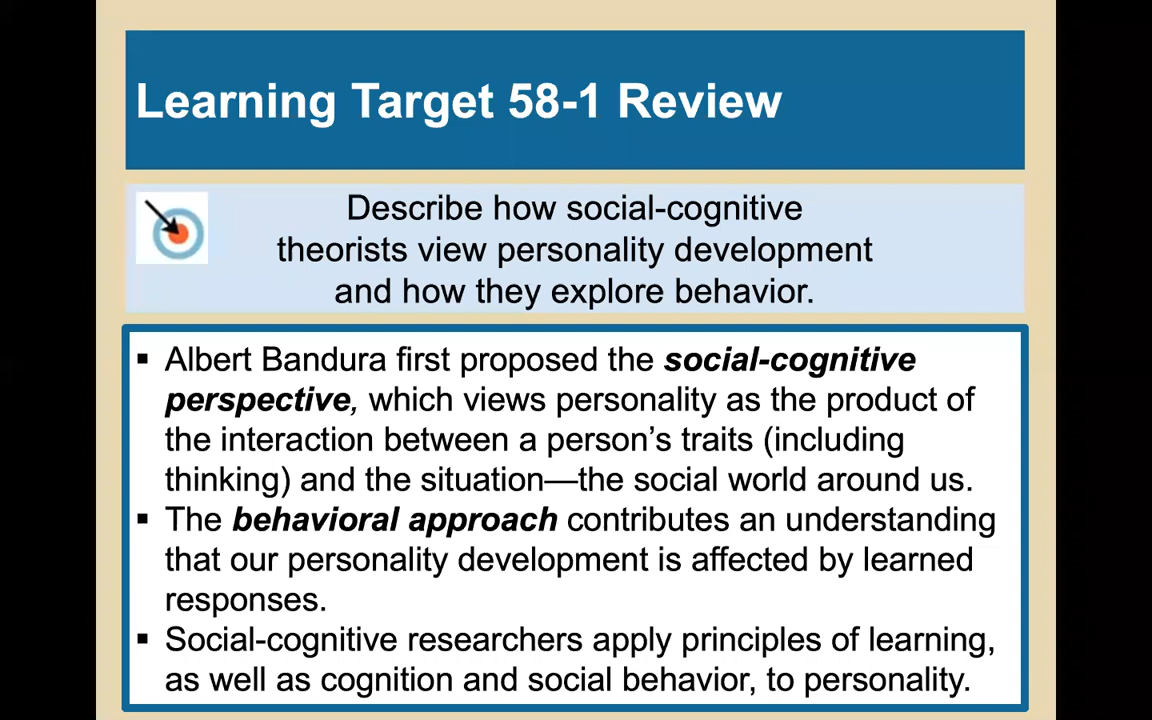 Learning Target 58-1 Review
Describe how social-cognitive
theorists view personality development
and how they explore behavior.
▪ Albert Bandura first proposed the social-cognitive
perspective, which views personality as the product of
the interaction between a person’s traits (including
thinking) and the situation—the social world around us.
▪ The behavioral approach contributes an understanding
that our personality development is affected by learned
responses.
▪ Social-cognitive researchers apply principles of learning,
as well as cognition and social behavior, to personality.